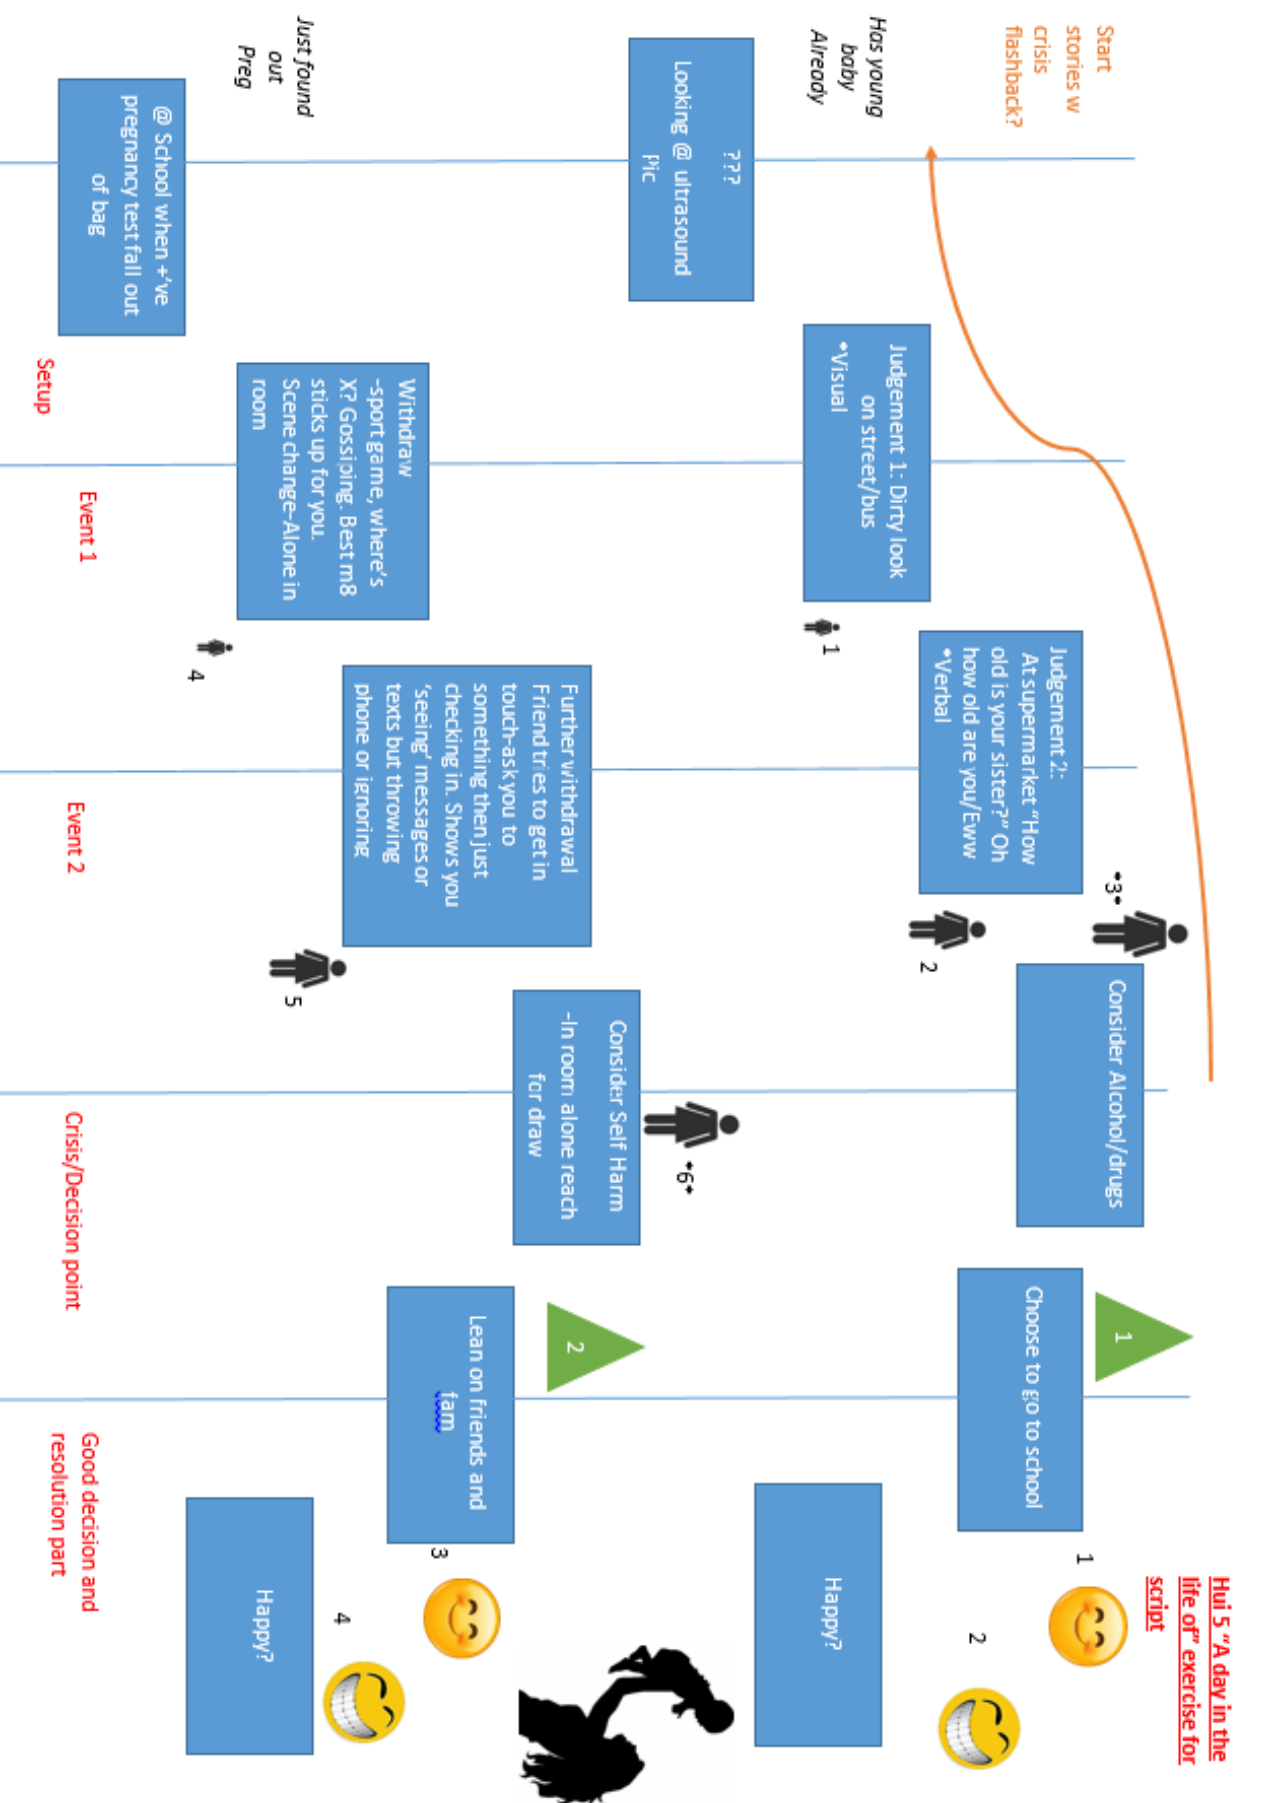 Hui 5 "A day in the
life of" exercise for
script
Start
stories w
crisis
flashback?
Has young
baby
Already
???
Looking @ ultrasound
Pic
Judgement 1: Dirty look
on street/bus
*Visual
1
Judgement 2:
At supermarket "How
old is your sister?" Oh
how old are you/Eww
*Verbal
2
*3*
Consider Alcohol/drugs
1
Choose to go to school
1
2
Happy?
Just found
out
Preg
@ School when +'ve
pregnancy test fall out
of bag
Withdraw
-sport game, where's
X? Gossiping. Best m8
sticks up for you.
Scene change-Alone in
room
4
Further withdrawal
Friend tries to get in
touch-ask you to
something then just
checking in. Shows you
'seeing' messages or
texts but throwing
phone or ignoring
5
Consider Self Harm
-In room alone reach
for draw
*6*
2
Lean on friends and
fam
3
4
Happy?
Setup
Event 1
Event 2
Crisis/Decision point
Good decision and
resolution part